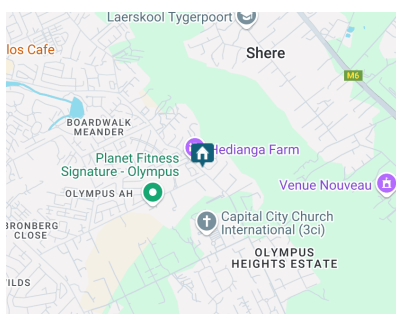 Laerskool Tygerpoort
los Cafe
Shere
M6
BOARDWALK
MEANDER
Hedianga Farm
Planet Fitness
Signature - Olympus
Venue Nouveau
OLYMPUS AH
Capital City Church
International (3ci)
BRONBERG
CLOSE
OLYMPUS
HEIGHTS ESTATE
ILDS